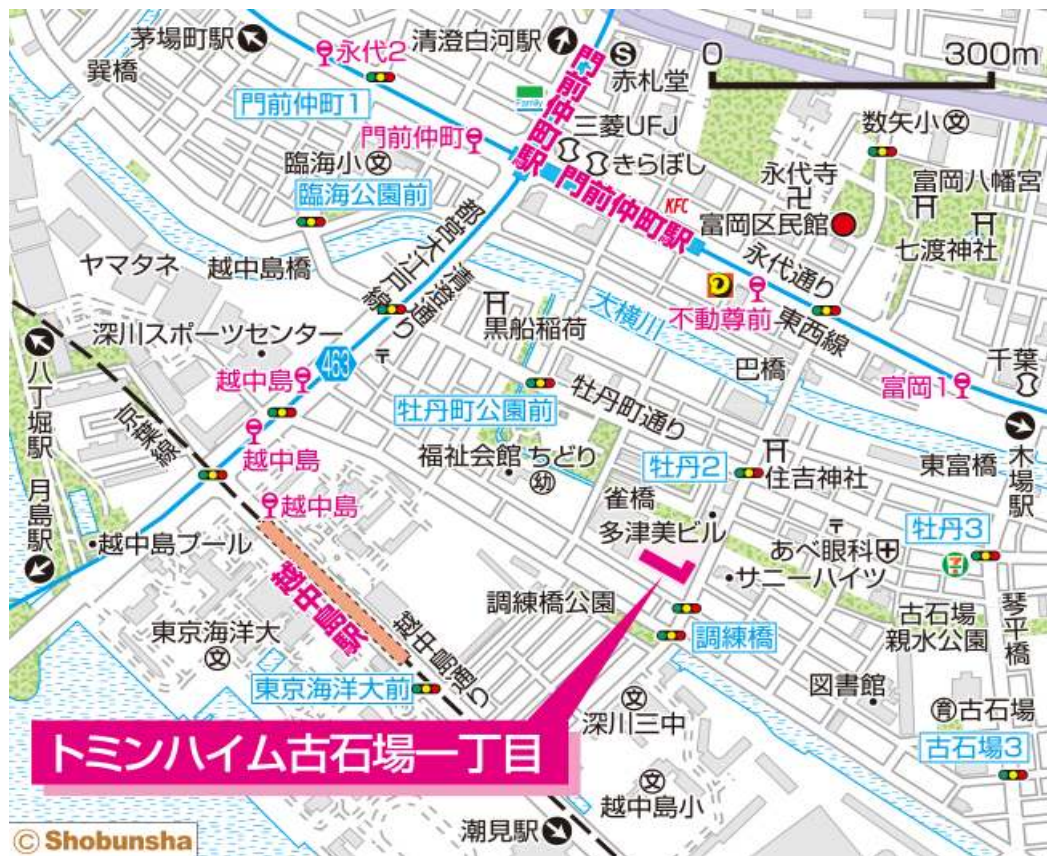 茅場町駅
永代2
清澄白河駅
S
赤札堂
0
300m
巽橋
門前仲町1
Family
門前仲町駅
三菱UFJ
数矢小
文
門前仲町
きらぼし
臨海小
文
臨海公園前
門前仲町駅
KFC
永代寺
卍
富岡八幡宮
富岡区民館
七渡神社
ヤマタネ
越中島橋
都営大江戸線
清澄通り
永代通り
黒船稲荷
大横川
不動尊前
東西線
深川スポーツセンター
463
〒
巴橋
千葉
八丁堀駅
越中島
富岡1
京葉線
牡丹町公園前
牡丹町通り
越中島
福祉会館
ちどり
幼
牡丹2
住吉神社
東富橋
木場駅
越中島
雀橋
多津美ビル
〒
牡丹3
月島駅
越中島プール
あべ眼科
サニーハイツ
越中島駅
調練橋公園
古石場
親水公園
琴平橋
東京海洋大
文
越中島通り
調練橋
東京海洋大前
図書館
文
深川三中
育
古石場
トミンハイム古石場一丁目
古石場3
文
越中島小
潮見駅
© Shobunsha